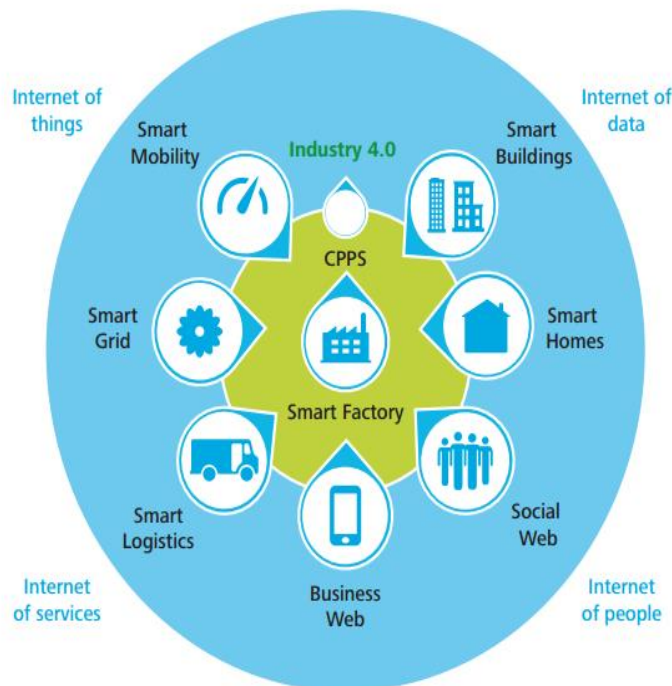 Internet of
things
Internet of
data
Smart
Mobility
Industry 4.0
Smart
Buildings
CPPS
Smart
Grid
Smart
Homes
Smart Factory
Smart
Logistics
Social
Web
Business
Web
Internet
of services
Internet
of people